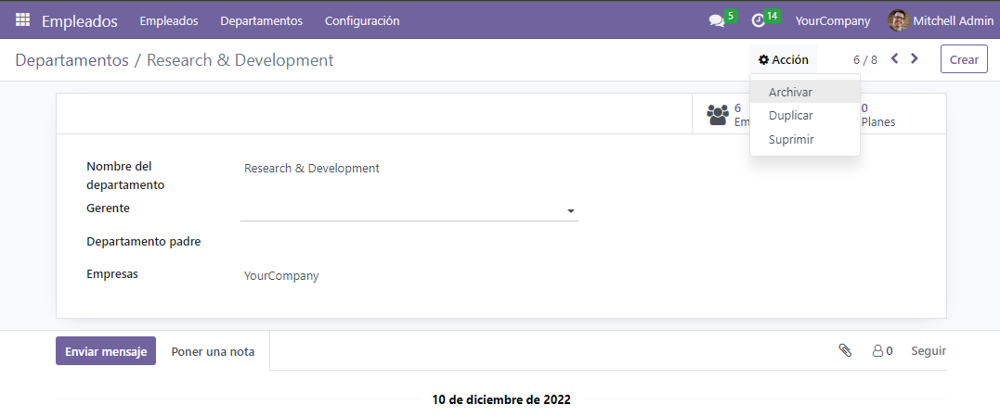 Empleados Empleados Departamentos Configuración 5 14 YourCompany Mitchell Admin
Departamentos / Research & Development Acción 6 / 8 Crear
Archivar
Duplicar
Suprimir
6
Em
0
Planes
Nombre del departamento Research & Development
Gerente
Departamento padre
Empresas YourCompany
Enviar mensaje Poner una nota 0 Seguir
10 de diciembre de 2022